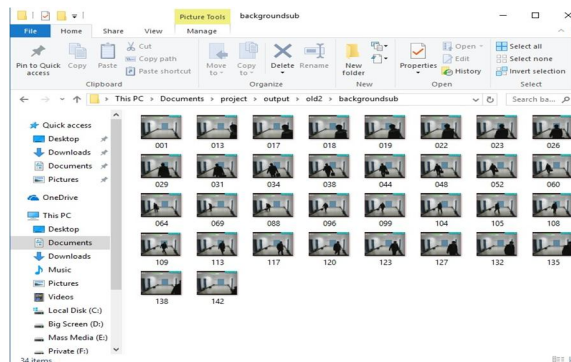 Picture Tools backgroundsub
File Home Share View Manage
Pin to Quick access
Copy
Paste
Cut
Copy path
Paste shortcut
Clipboard
Move to
Copy to
Delete
Rename
Organize
New folder
New
Properties
Open
Edit
History
Open
Select all
Select none
Invert selection
Select
This PC > Documents > project > output > old2 > backgroundsub
Search ba...
Quick access
Desktop
Downloads
Documents
Pictures
OneDrive
This PC
Desktop
Documents
Downloads
Music
Pictures
Videos
Local Disk (C:)
Big Screen (D:)
Mass Media (E:)
Private (F:)
001 013 017 018 019 022 023 026
029 031 034 038 044 048 052 060
064 069 088 096 099 104 105 108
109 113 117 120 123 127 132 135
138 142
34 items